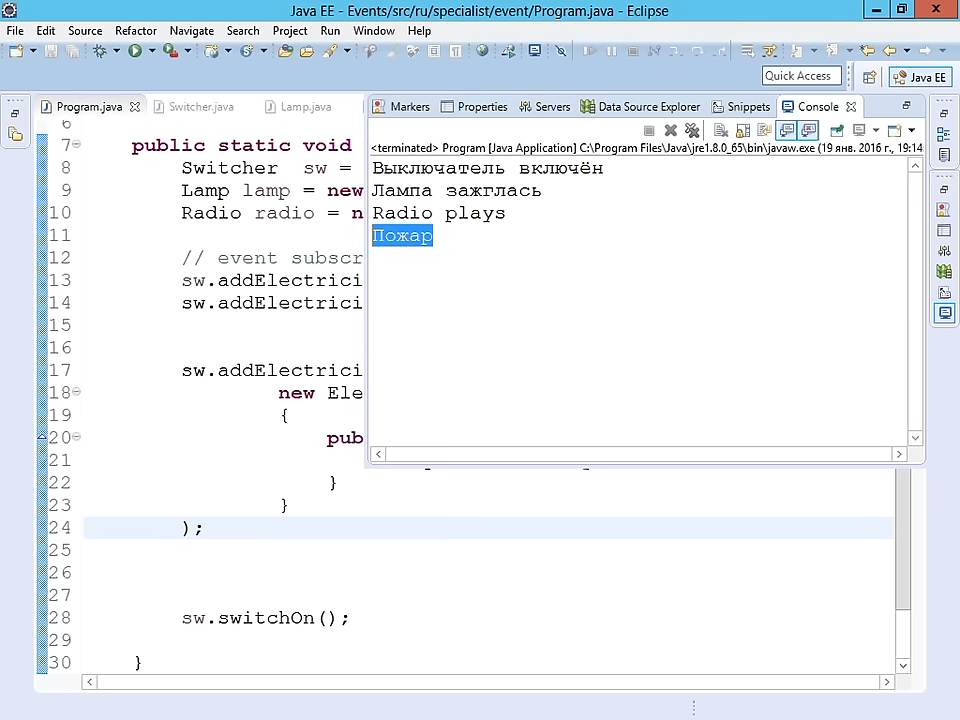 Java EE - Events/src/ru/specialist/event/Program.java - Eclipse
File Edit Source Refactor Navigate Search Project Run Window Help
Quick Access
Java EE
Program.java Switcher.java Lamp.java
Markers Properties Servers Data Source Explorer Snippets Console
<terminated> Program [Java Application] C:\Program Files\Java\jre1.8.0_65\bin\javaw.exe (19 янв. 2016 г., 19:14
Выключатель включён
Лампа зажглась
Radio plays
Пожар
6
7 public static void
8 Switcher sw =
9 Lamp lamp = new
10 Radio radio = n
11
12 // event subscr
13 sw.addElectrici
14 sw.addElectrici
15
16
17 sw.addElectrici
18 new Ele
19 {
20 pub
21
22 }
23 }
24 );
25
26
27
28 sw.switchOn();
29
30 }